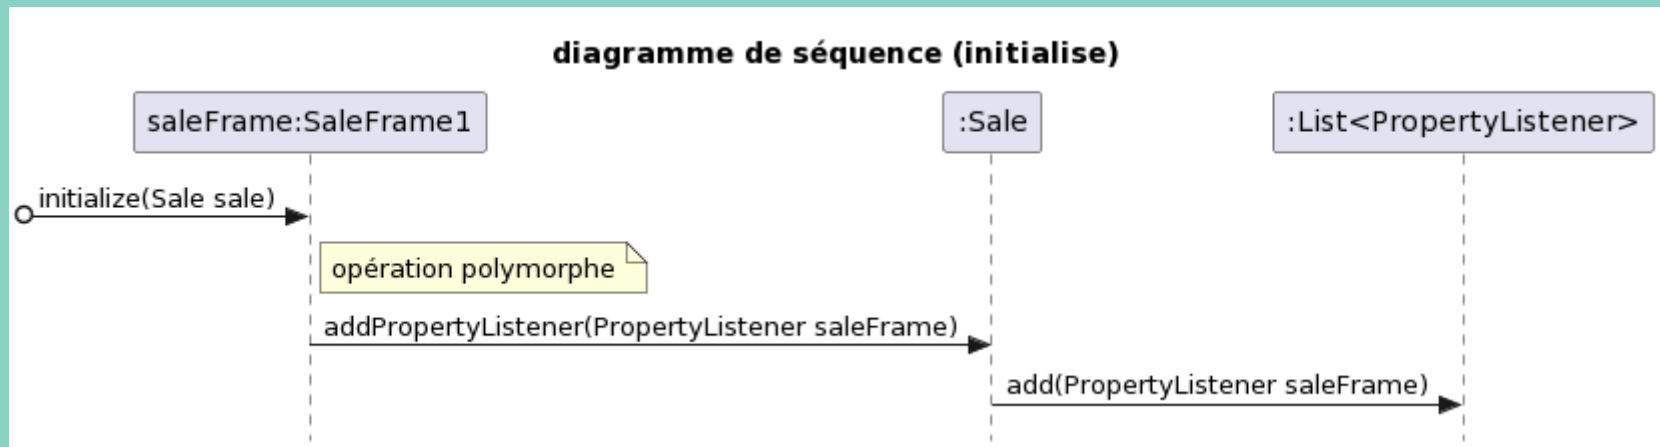 diagramme de séquence (initialise)
saleFrame:SaleFrame1
:Sale
:List<PropertyListener>
initialize(Sale sale)
opération polymorphe
addPropertyListener(PropertyListener saleFrame)
add(PropertyListener saleFrame)